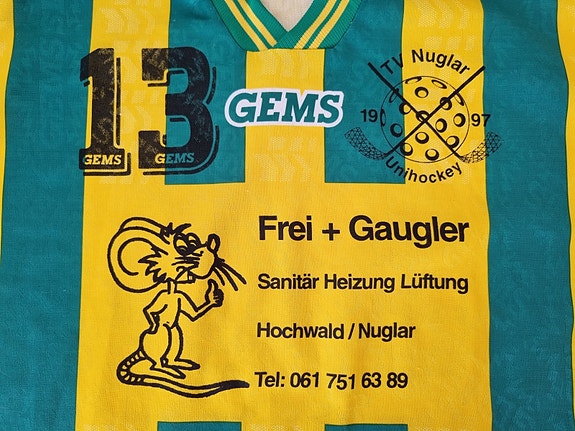 13
GEMS GEMS
GEMS
TV Nuglar
19 97
Unihockey
Frei + Gaugler
Sanitär Heizung Lüftung
Hochwald / Nuglar
Tel: 061 751 63 89